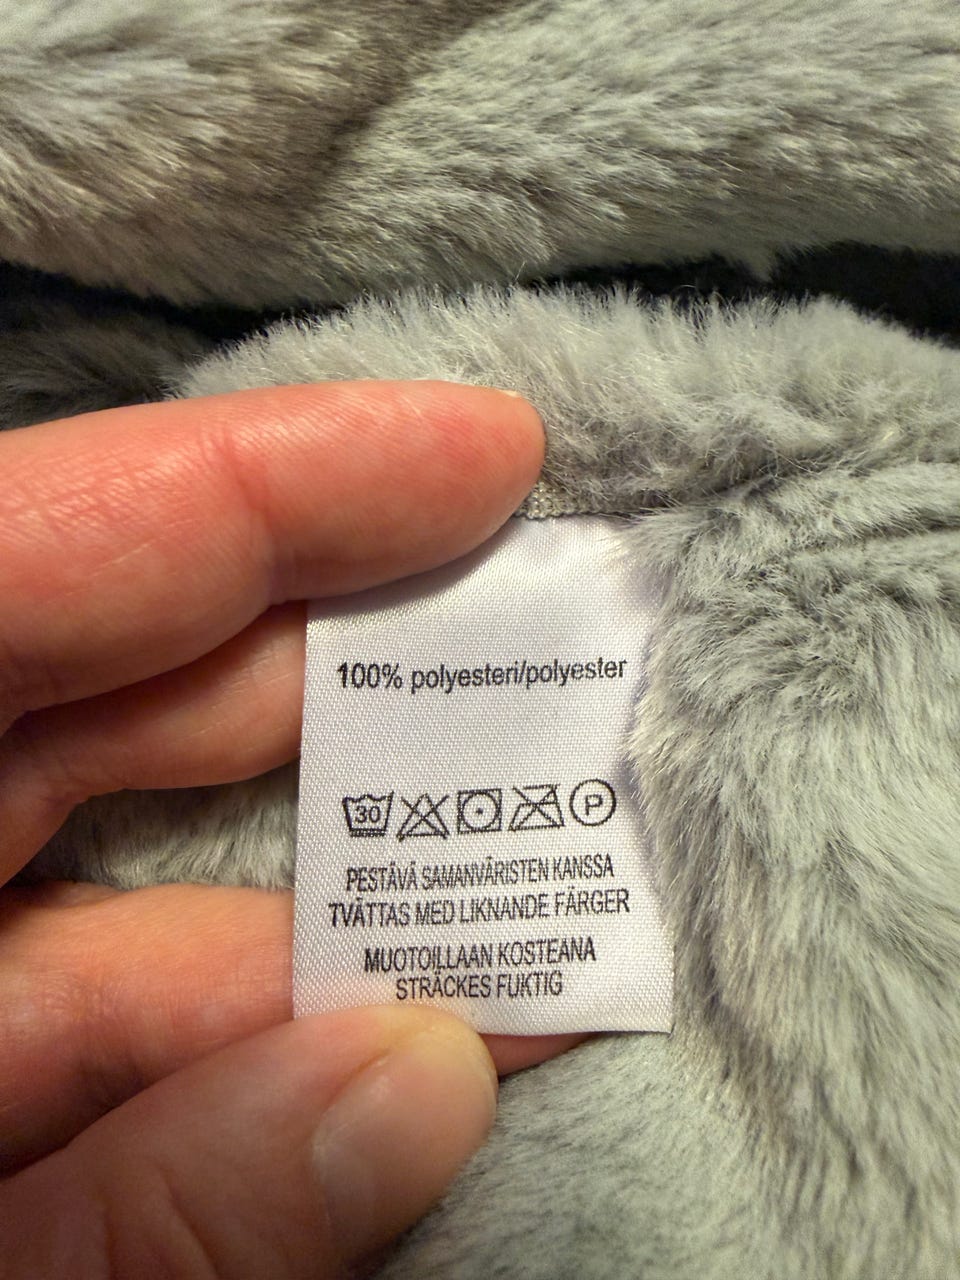 100% polyesteri/polyester
30 P
PESTÄVÄ SAMANVÄRISTEN KANSSA
TVÄTTAS MED LIKNANDE FÄRGER
MUOTOILLAAN KOSTEANA
STRÄCKES FUKTIG